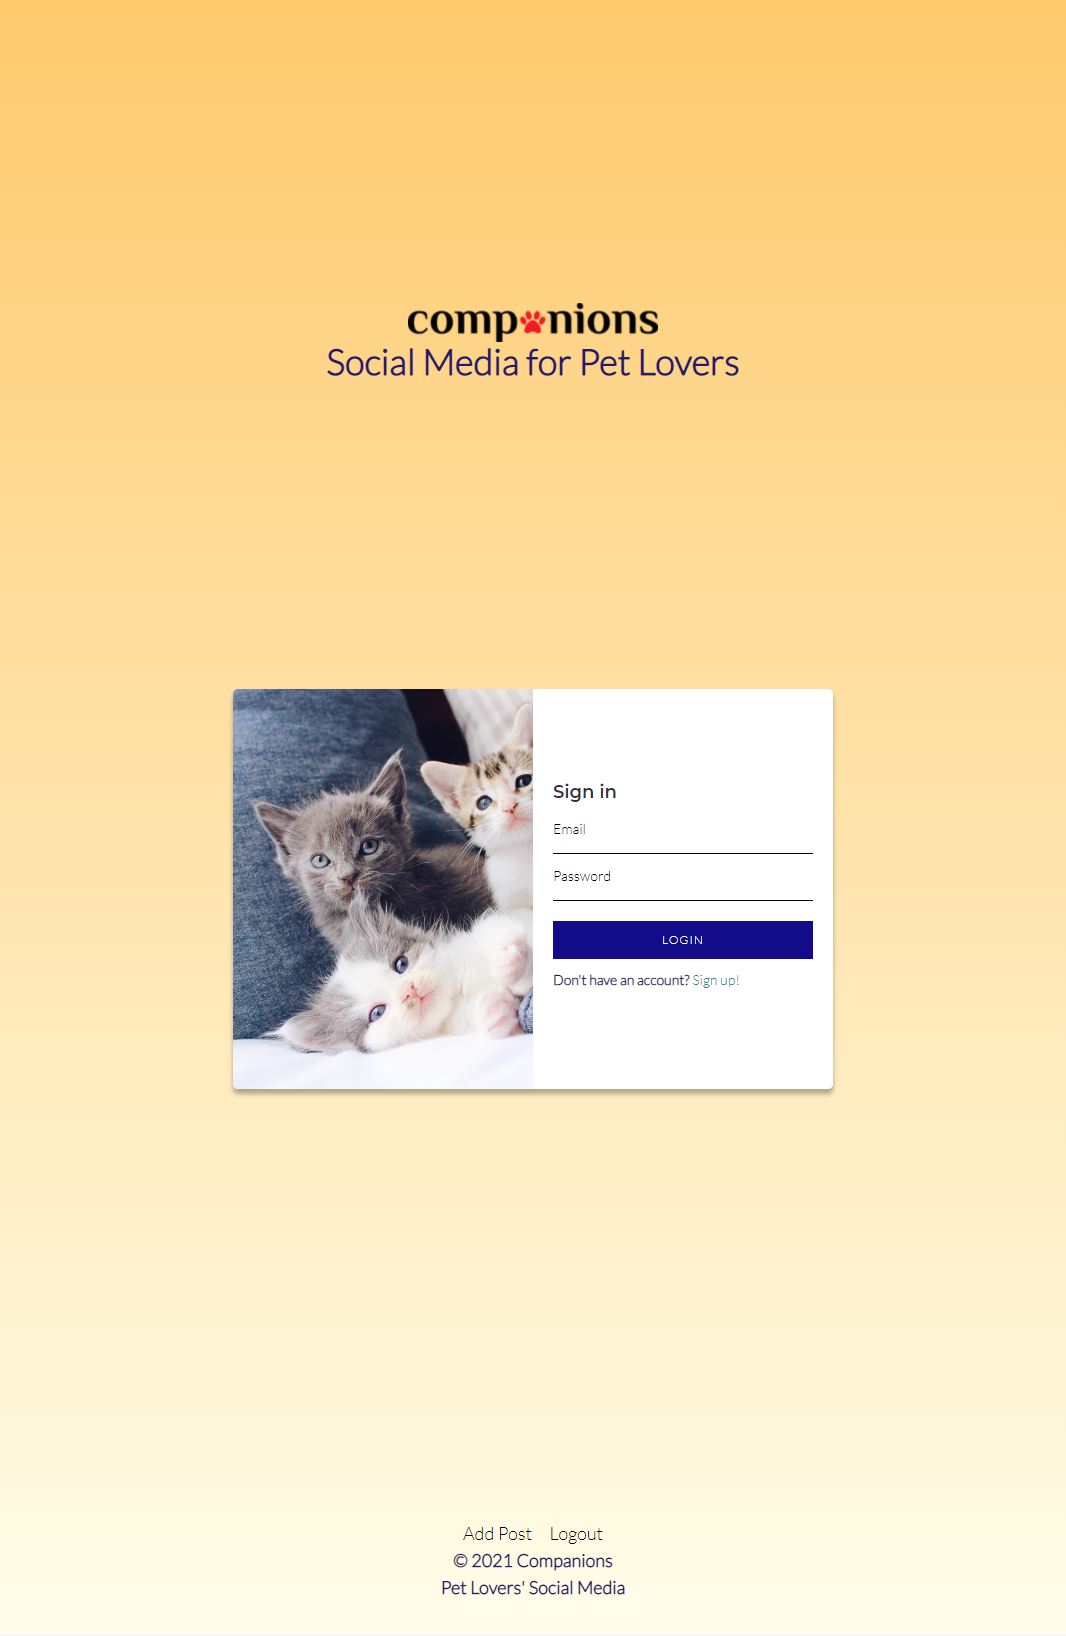 companions
Social Media for Pet Lovers
Sign in
Email
Password
LOGIN
Don't have an account? Sign up!
Add Post Logout
© 2021 Companions
Pet Lovers' Social Media